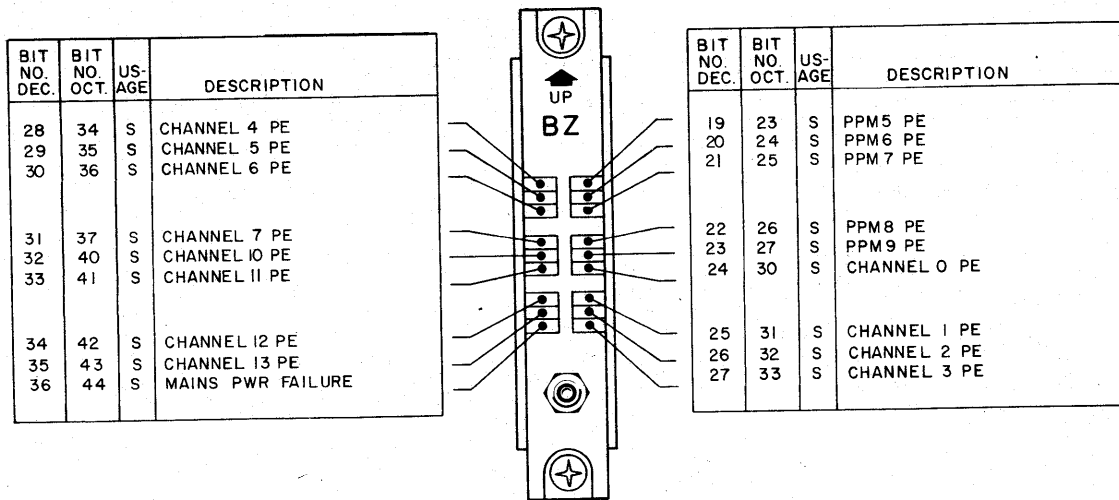 BIT NO. DEC. BIT NO. OCT. US-AGE DESCRIPTION
28 34 S CHANNEL 4 PE
29 35 S CHANNEL 5 PE
30 36 S CHANNEL 6 PE
31 37 S CHANNEL 7 PE
32 40 S CHANNEL 10 PE
33 41 S CHANNEL 11 PE
34 42 S CHANNEL 12 PE
35 43 S CHANNEL 13 PE
36 44 S MAINS PWR FAILURE
UP
BZ
BIT NO. DEC. BIT NO. OCT. US-AGE DESCRIPTION
19 23 S PPM5 PE
20 24 S PPM6 PE
21 25 S PPM7 PE
22 26 S PPM8 PE
23 27 S PPM9 PE
24 30 S CHANNEL 0 PE
25 31 S CHANNEL 1 PE
26 32 S CHANNEL 2 PE
27 33 S CHANNEL 3 PE